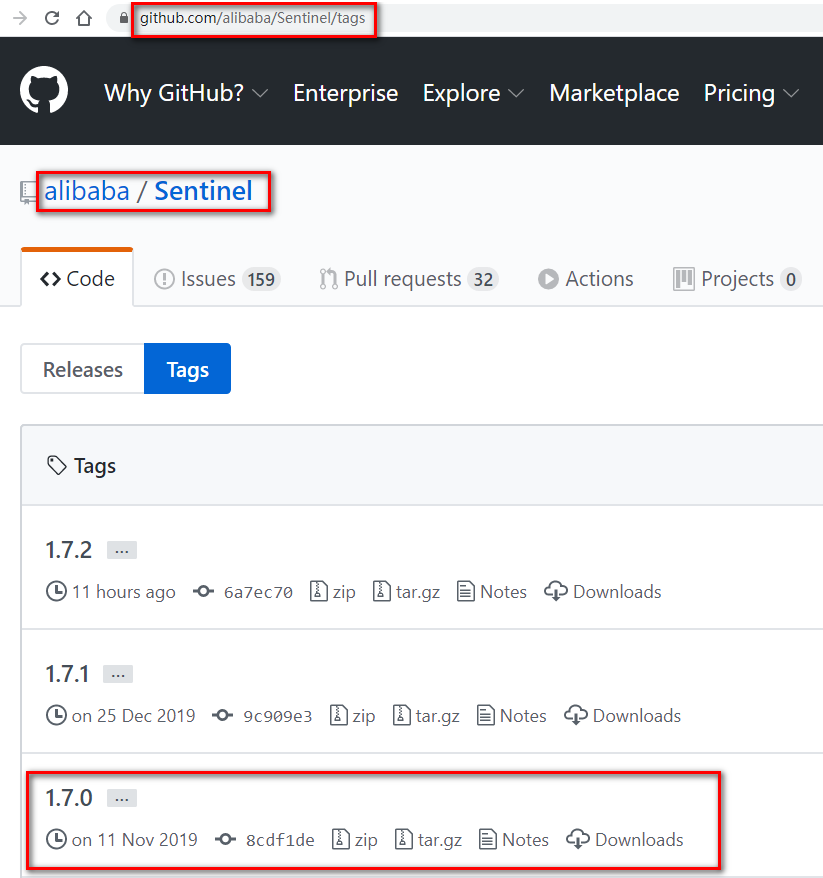 github.com/alibaba/Sentinel/tags
Why GitHub? Enterprise Explore Marketplace Pricing
alibaba / Sentinel
Code Issues 159 Pull requests 32 Actions Projects 0
Releases Tags
Tags
1.7.2 ...
11 hours ago 6a7ec70 zip tar.gz Notes Downloads
1.7.1 ...
on 25 Dec 2019 9c909e3 zip tar.gz Notes Downloads
1.7.0 ...
on 11 Nov 2019 8cdf1de zip tar.gz Notes Downloads